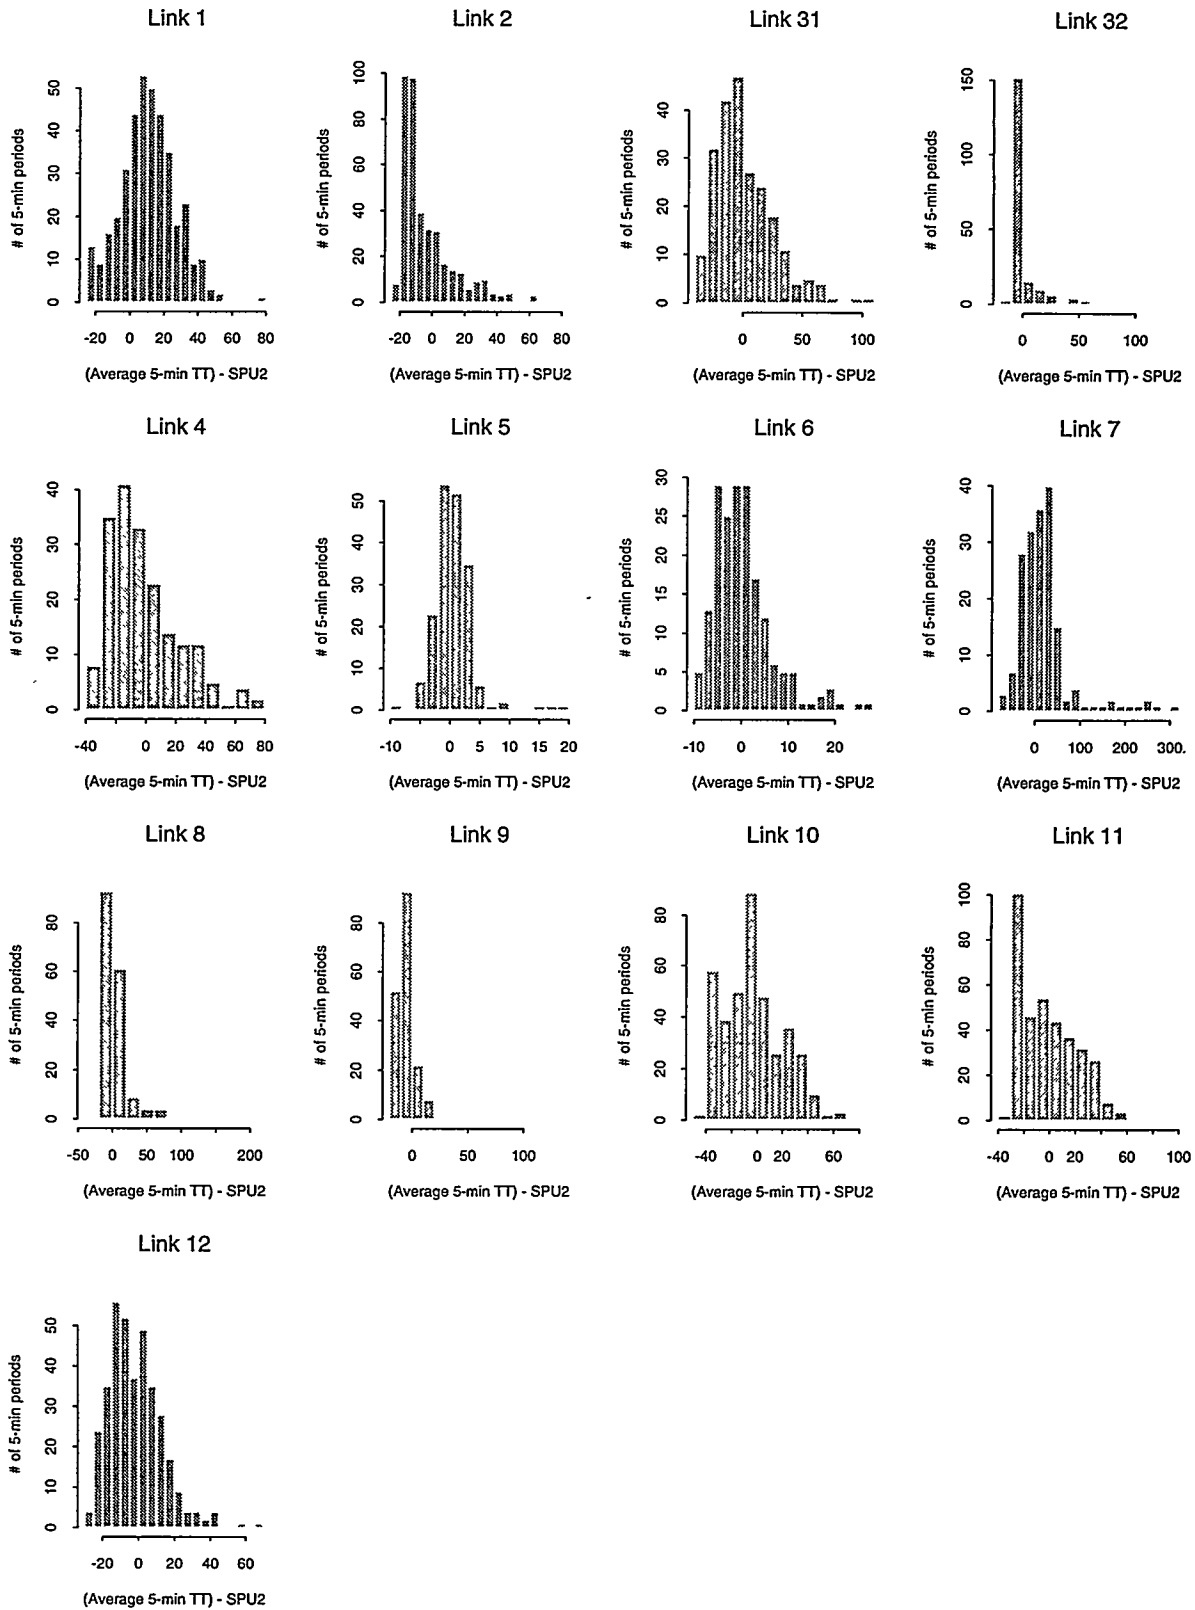 Link 1
# of 5-min periods
0 10 20 30 40 50
-20 0 20 40 60 80
(Average 5-min TT) - SPU2
Link 2
# of 5-min periods
0 20 40 60 80 100
-20 0 20 40 60 80
(Average 5-min TT) - SPU2
Link 31
# of 5-min periods
0 10 20 30 40
0 50 100
(Average 5-min TT) - SPU2
Link 32
# of 5-min periods
0 50 100 150
0 50 100
(Average 5-min TT) - SPU2
Link 4
# of 5-min periods
0 10 20 30 40
-40 0 20 40 60 80
(Average 5-min TT) - SPU2
Link 5
# of 5-min periods
0 10 20 30 40 50
-10 0 5 10 15 20
(Average 5-min TT) - SPU2
Link 6
# of 5-min periods
0 5 10 15 20 25 30
-10 0 10 20
(Average 5-min TT) - SPU2
Link 7
# of 5-min periods
0 10 20 30 40
0 100 200 300.
(Average 5-min TT) - SPU2
Link 8
# of 5-min periods
0 20 40 60 80
-50 0 50 100 200
(Average 5-min TT) - SPU2
Link 9
# of 5-min periods
0 20 40 60 80
0 50 100
(Average 5-min TT) - SPU2
Link 10
# of 5-min periods
0 20 40 60 80
-40 0 20 40 80
(Average 5-min TT) - SPU2
Link 11
# of 5-min periods
0 20 40 60 80 100
-40 0 20 60 100
(Average 5-min TT) - SPU2
Link 12
# of 5-min periods
0 10 20 30 40 50
-20 0 20 40 60
(Average 5-min TT) - SPU2